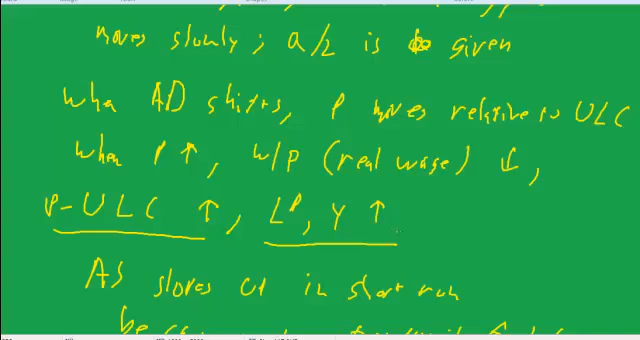 moves slowly; a/2 is given
When AD shifts, P moves relative to ULC
When P ↑, W/P (real wage) ↓,
P-ULC ↑, L^D, Y ↑
AS slopes up in short run